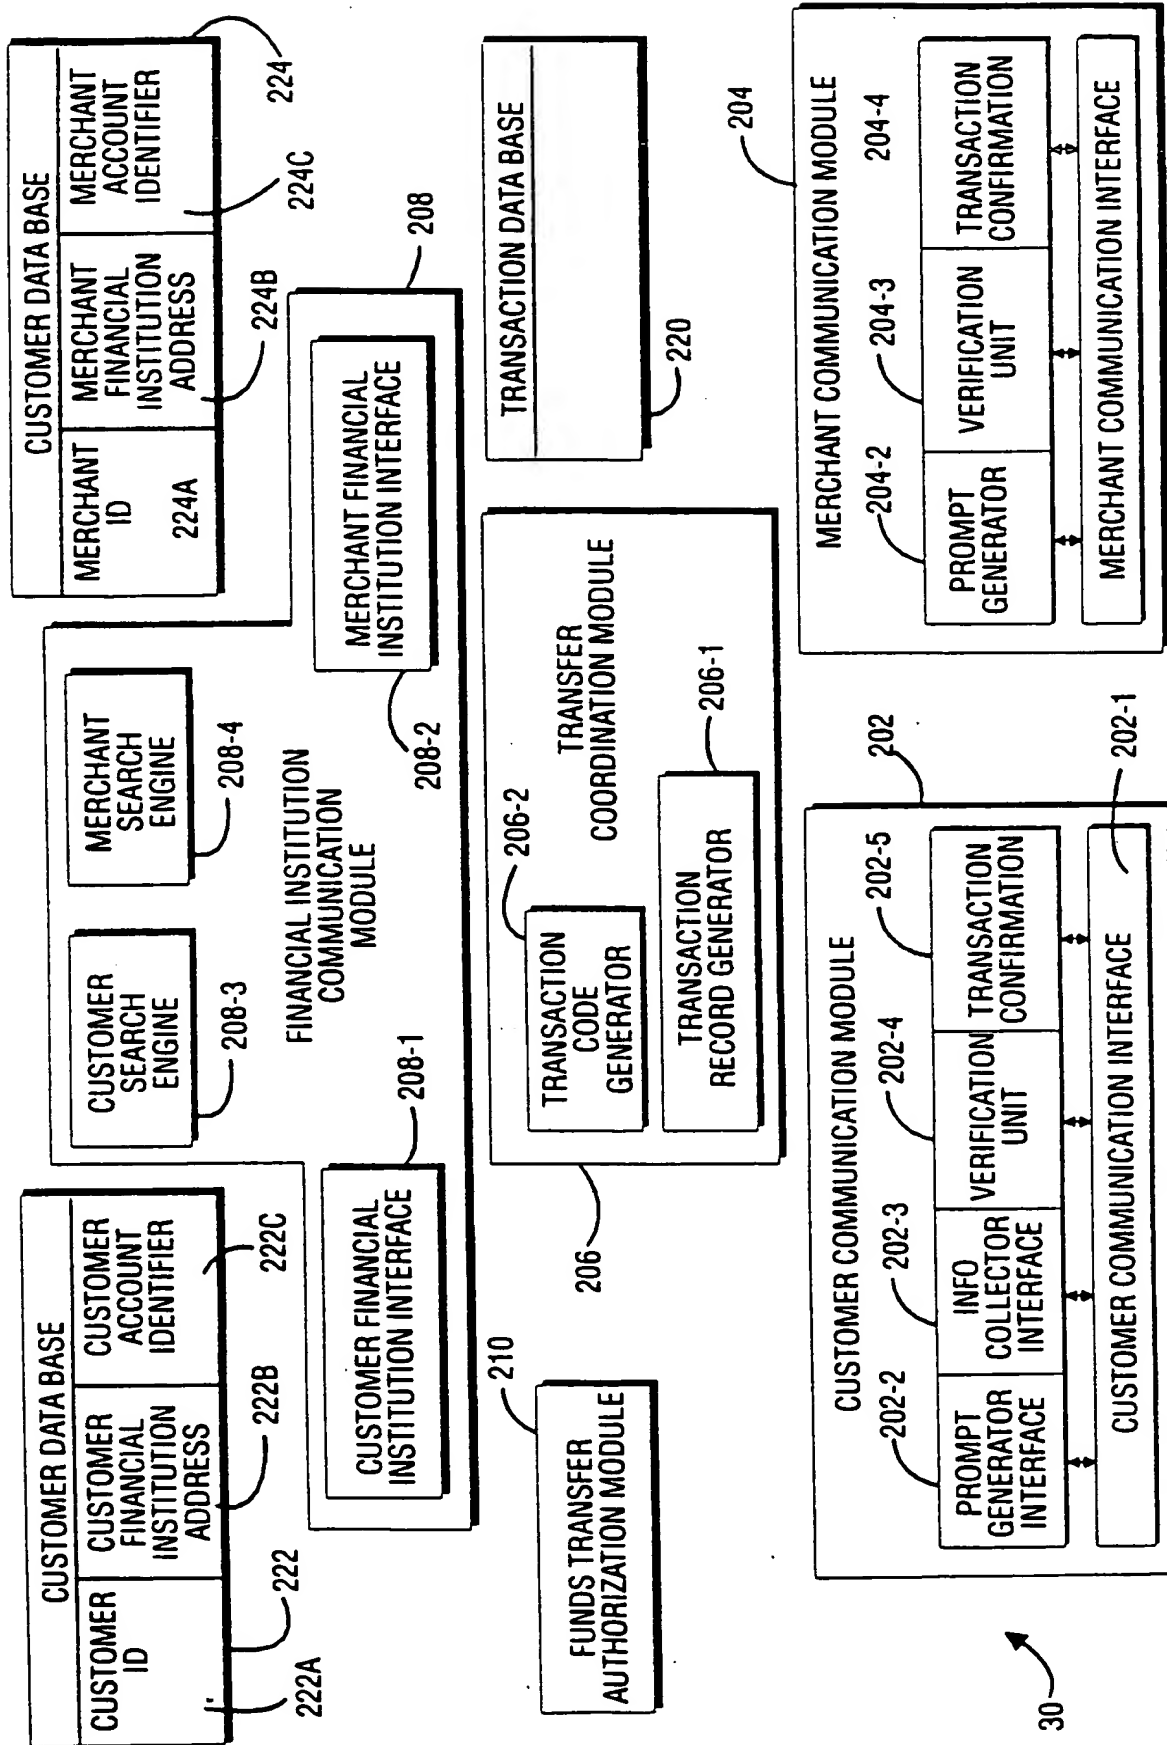 CUSTOMER DATA BASE
CUSTOMER
ID
CUSTOMER
FINANCIAL
INSTITUTION
ADDRESS
CUSTOMER
ACCOUNT
IDENTIFIER
222A
222
222B
222C
CUSTOMER
SEARCH
ENGINE
208-3
MERCHANT
SEARCH
ENGINE
208-4
FINANCIAL INSTITUTION
COMMUNICATION
MODULE
CUSTOMER FINANCIAL
INSTITUTION INTERFACE
208-1
MERCHANT FINANCIAL
INSTITUTION INTERFACE
208-2
208
CUSTOMER DATA BASE
MERCHANT
ID
224A
MERCHANT
FINANCIAL
INSTITUTION
ADDRESS
224B
MERCHANT
ACCOUNT
IDENTIFIER
224C
224
FUNDS TRANSFER
AUTHORIZATION MODULE
210
TRANSACTION
CODE
GENERATOR
206-2
TRANSFER
COORDINATION MODULE
TRANSACTION
RECORD GENERATOR
206-1
206
TRANSACTION DATA BASE
220
30
CUSTOMER COMMUNICATION MODULE
202
202-2
202-3
202-4
202-5
PROMPT
GENERATOR
INTERFACE
INFO
COLLECTOR
INTERFACE
VERIFICATION
UNIT
TRANSACTION
CONFIRMATION
CUSTOMER COMMUNICATION INTERFACE
202-1
MERCHANT COMMUNICATION MODULE
204
204-2
204-3
204-4
PROMPT
GENERATOR
VERIFICATION
UNIT
TRANSACTION
CONFIRMATION
MERCHANT COMMUNICATION INTERFACE